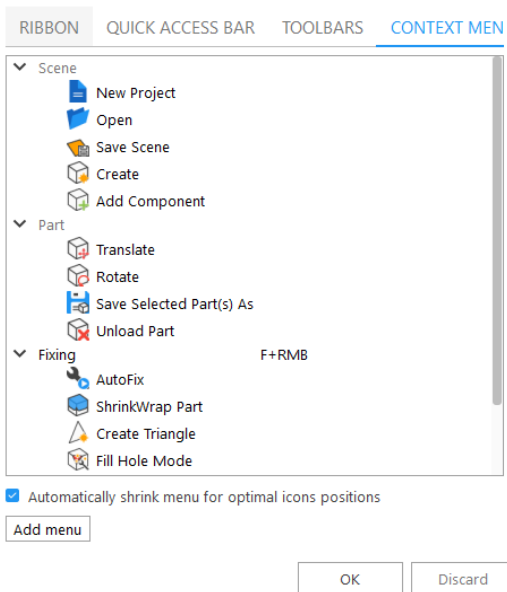 RIBBON QUICK ACCESS BAR TOOLBARS CONTEXT MEN
Scene
New Project
Open
Save Scene
Create
Add Component
Part
Translate
Rotate
Save Selected Part(s) As
Unload Part
Fixing F+RMB
AutoFix
ShrinkWrap Part
Create Triangle
Fill Hole Mode
Automatically shrink menu for optimal icons positions
Add menu
OK Discard